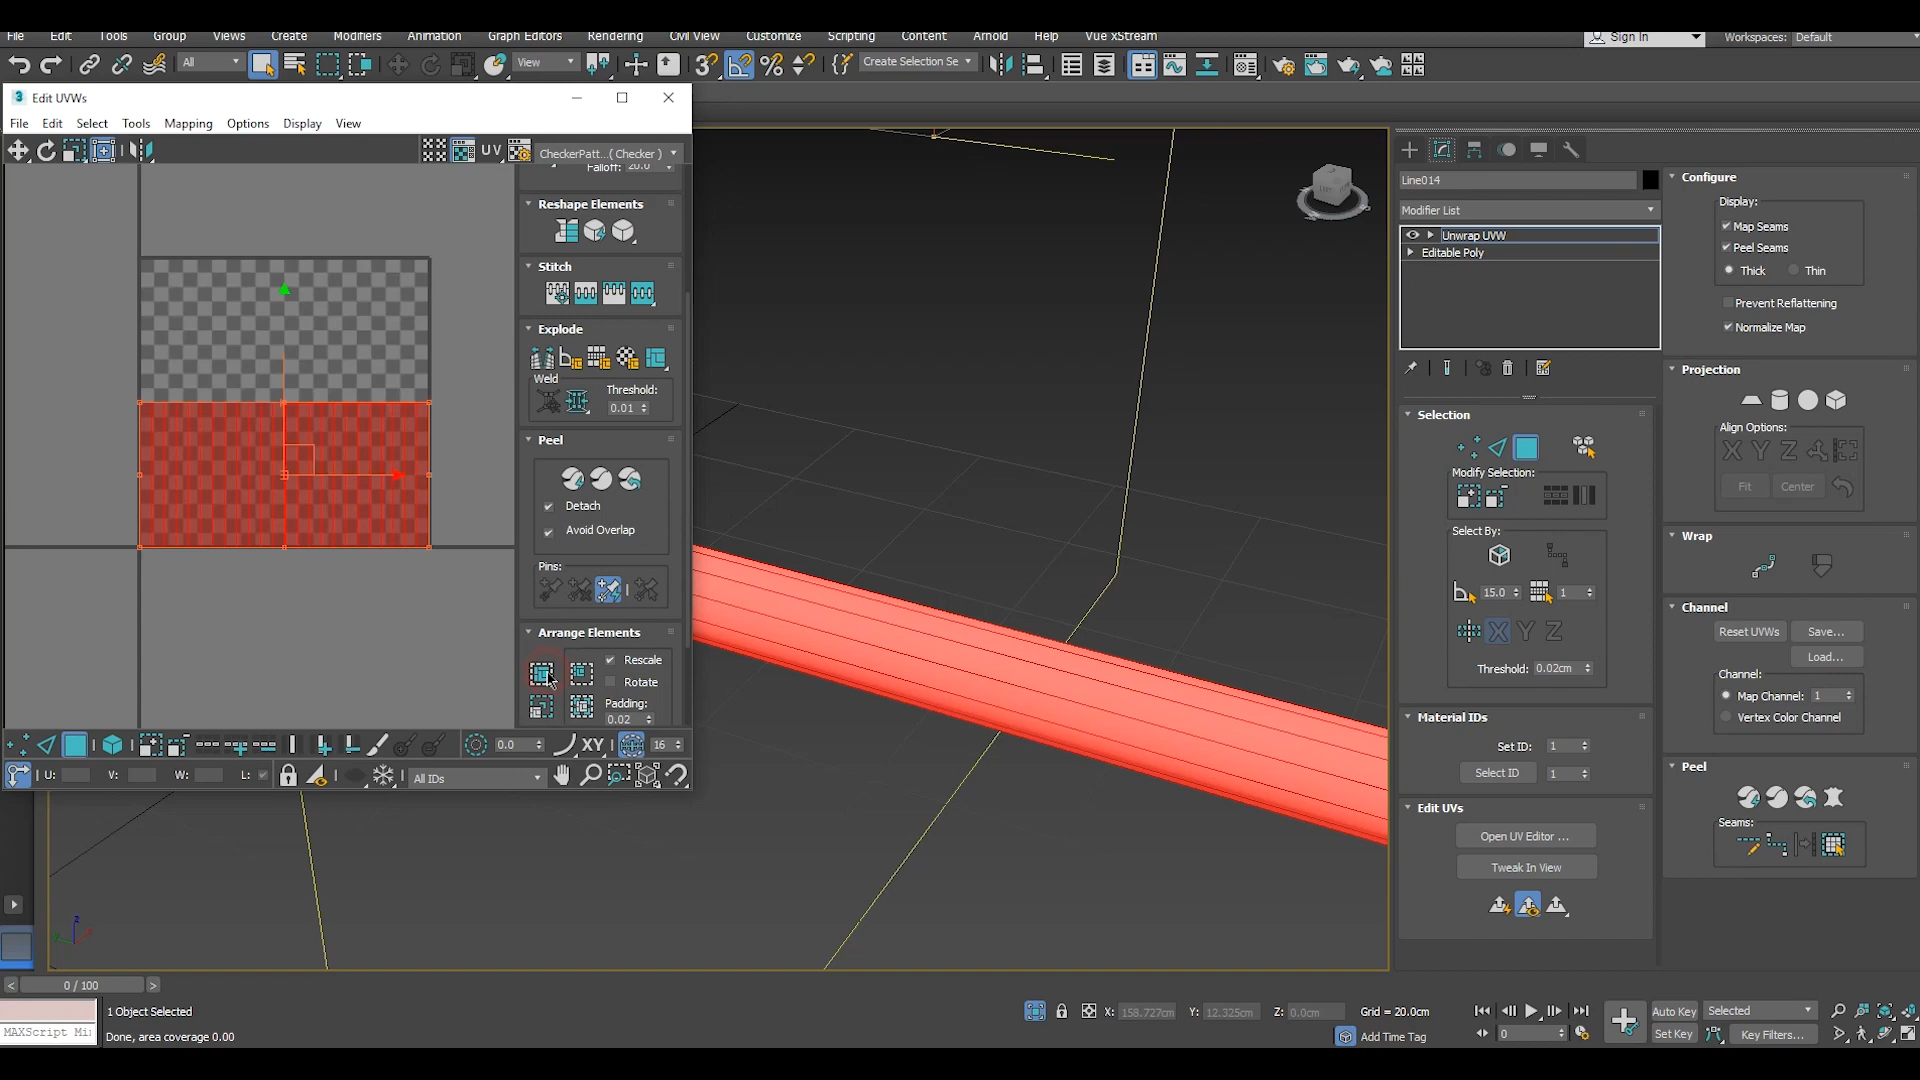 File Edit Tools Group Views Create Modifiers Animation Graph Editors Rendering Civil View Customize Scripting Content Arnold Help Vue xStream
Sign In Workspaces: Default
All View Create Selection Se
3 Edit UVWs
File Edit Select Tools Mapping Options Display View
UV CheckerPatt...( Checker )
Falloff: 20.0
Reshape Elements
Stitch
Explode
Weld
Threshold:
0.01
Peel
Detach
Avoid Overlap
Pins:
Arrange Elements
Rescale
Rotate
Padding:
0.02
0.0 XY 16
U: V: W: L: All IDs
Line014
Modifier List
Unwrap UVW
Editable Poly
Selection
Modify Selection:
Select By:
15.0 1
X Y Z
Threshold: 0.02cm
Material IDs
Set ID: 1
Select ID 1
Edit UVs
Open UV Editor ...
Tweak In View
Configure
Display:
Map Seams
Peel Seams
Thick Thin
Prevent Reflattening
Normalize Map
Projection
Align Options:
X Y Z
Fit Center
Wrap
Channel
Reset UVWs Save...
Load...
Channel:
Map Channel: 1
Vertex Color Channel
Peel
Seams:
< 0 / 100 >
1 Object Selected
MAXScript Mi:
Done, area coverage 0.00
X: 158.727cm Y: 12.325cm Z: 0.0cm Grid = 20.0cm
Add Time Tag
0
Auto Key Selected
Set Key Key Filters...